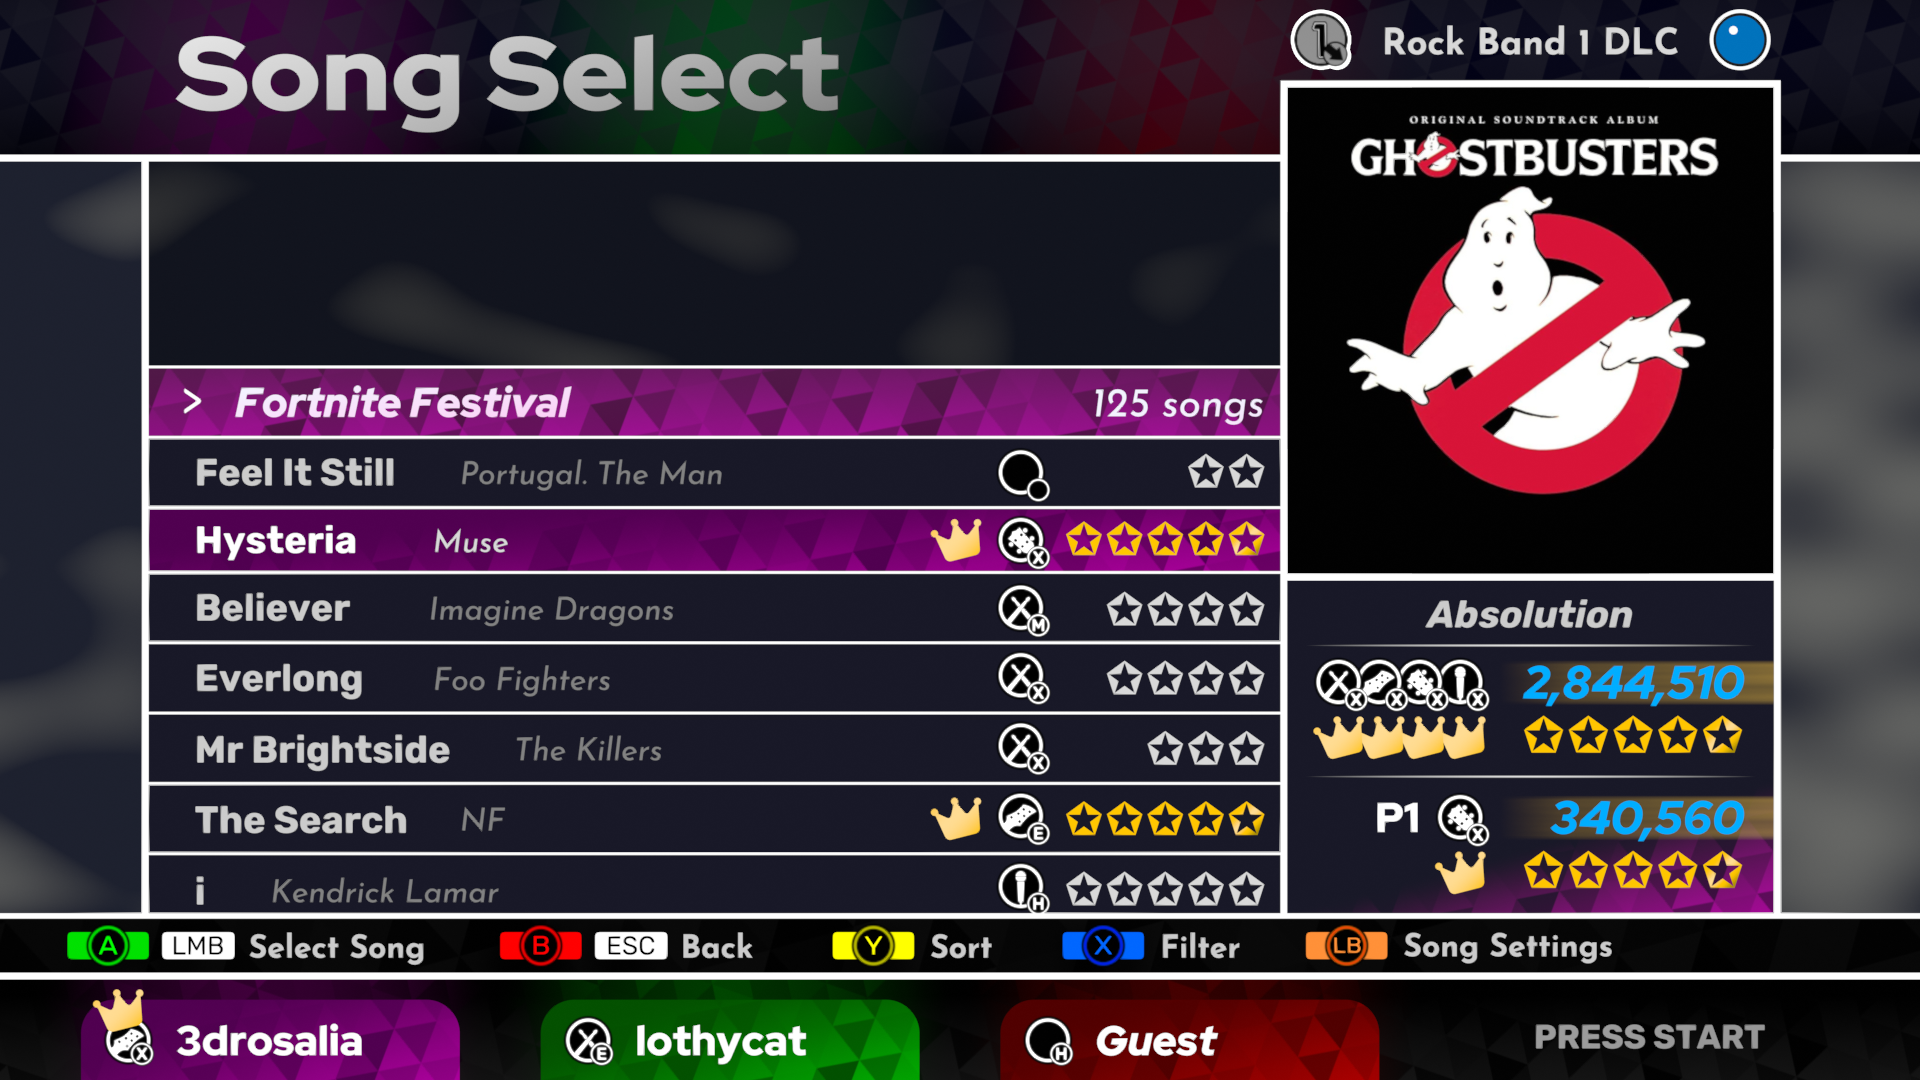 Song Select
Rock Band 1 DLC
ORIGINAL SOUNDTRACK ALBUM
GHOSTBUSTERS
> Fortnite Festival 125 songs
Feel It Still Portugal. The Man
Hysteria Muse X
Believer Imagine Dragons X M
Everlong Foo Fighters X X
Mr Brightside The Killers X X
The Search NF E
i Kendrick Lamar H
Absolution
X X X X X 2,844,510
P1 X 340,560
A LMB Select Song B ESC Back Y Sort X Filter LB Song Settings
X 3drosalia X E lothycat H Guest PRESS START